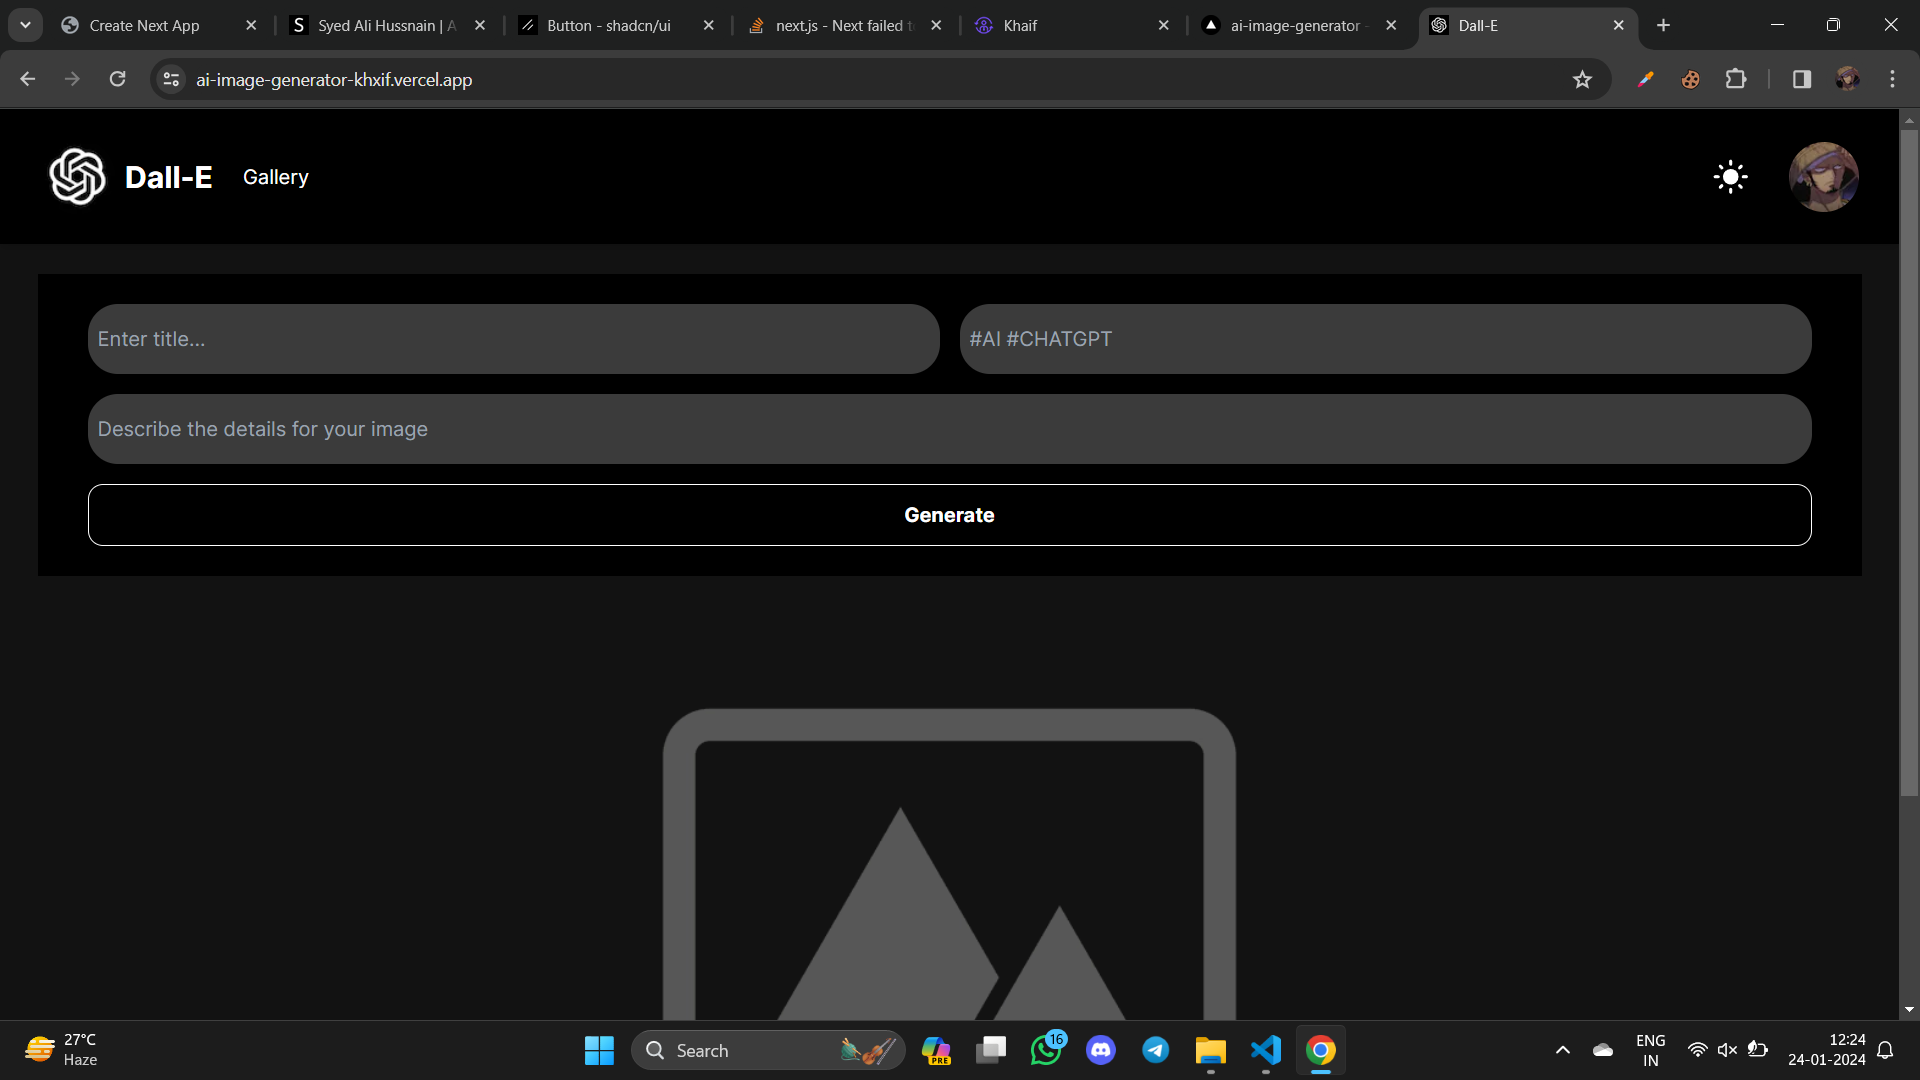 Create Next App
S Syed Ali Hussnain | A
Button - shadcn/ui
next.js - Next failed t
Khaif
ai-image-generator -
Dall-E
ai-image-generator-khxif.vercel.app
Dall-E Gallery
Enter title...
#AI #CHATGPT
Describe the details for your image
Generate
27°C
Haze
Search
PRE
16
ENG
IN
12:24
24-01-2024